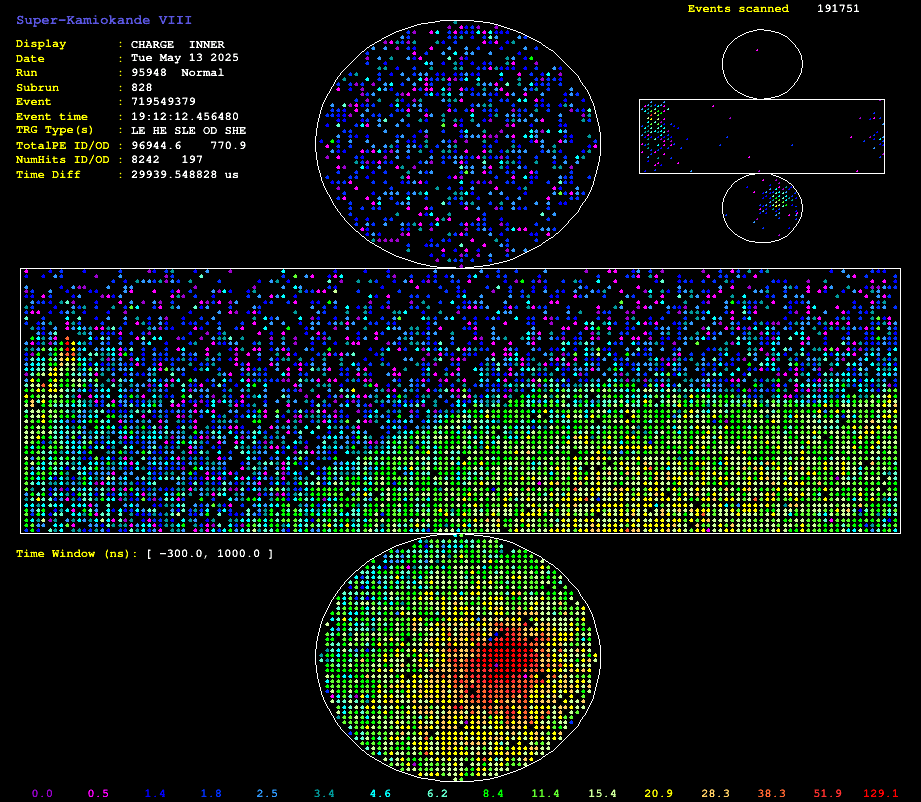 Events scanned 191751
Super-Kamiokande VIII
Display : CHARGE INNER
Date : Tue May 13 2025
Run : 95948 Normal
Subrun : 828
Event : 719549379
Event time : 19:12:12.456480
TRG Type(s) : LE HE SLE OD SHE
TotalPE ID/OD : 96944.6 770.9
NumHits ID/OD : 8242 197
Time Diff : 29939.548828 us
Time Window (ns): [ −300.0, 1000.0 ]
0.0 0.5 1.4 1.8 2.5 3.4 4.6 6.2 8.4 11.4 15.4 20.9 28.3 38.3 51.9 129.1